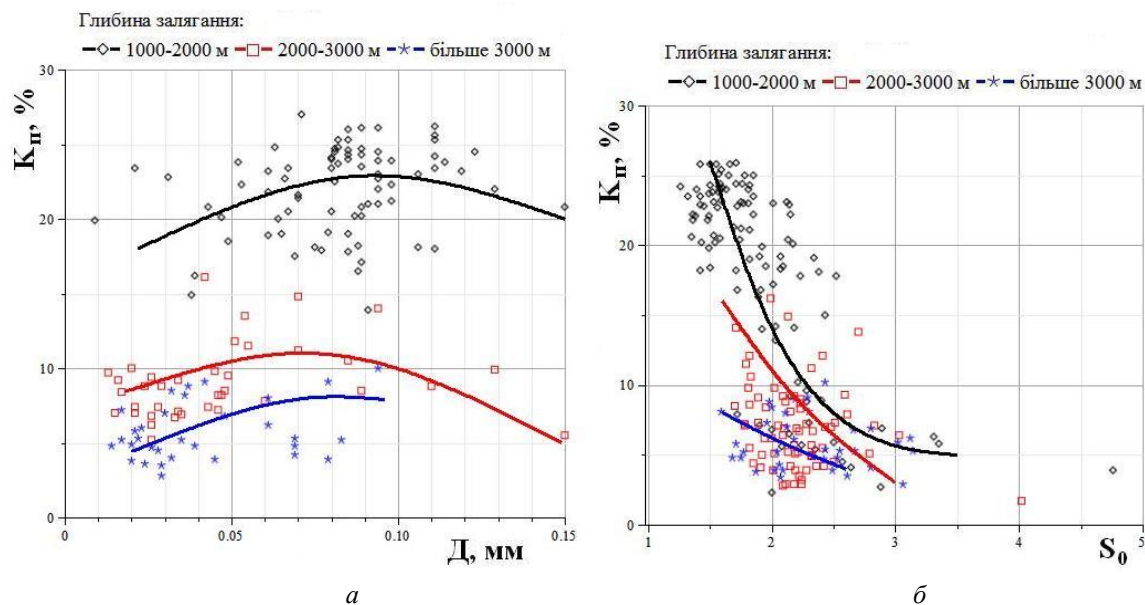 Глибина залягання:
1000-2000 м 2000-3000 м більше 3000 м
30
20
10
0
Kп, %
0 0.05 0.10 0.15
Д, мм
а
Глибина залягання:
1000-2000 м 2000-3000 м більше 3000 м
30
20
10
0
Kп, %
1 2 3 4 5
S0
б